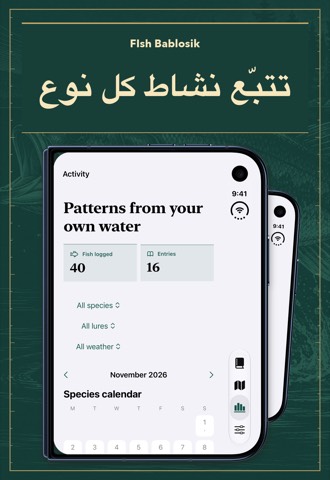 FIsh Bablosik
تتبّع نشاط كل نوع
Activity
9:41
Patterns from your
own water
Fish logged
40
Entries
16
All species
All lures
All weather
November 2026
Species calendar
M T W T F S S
1
2 3 4 5 6 7 8
9:41